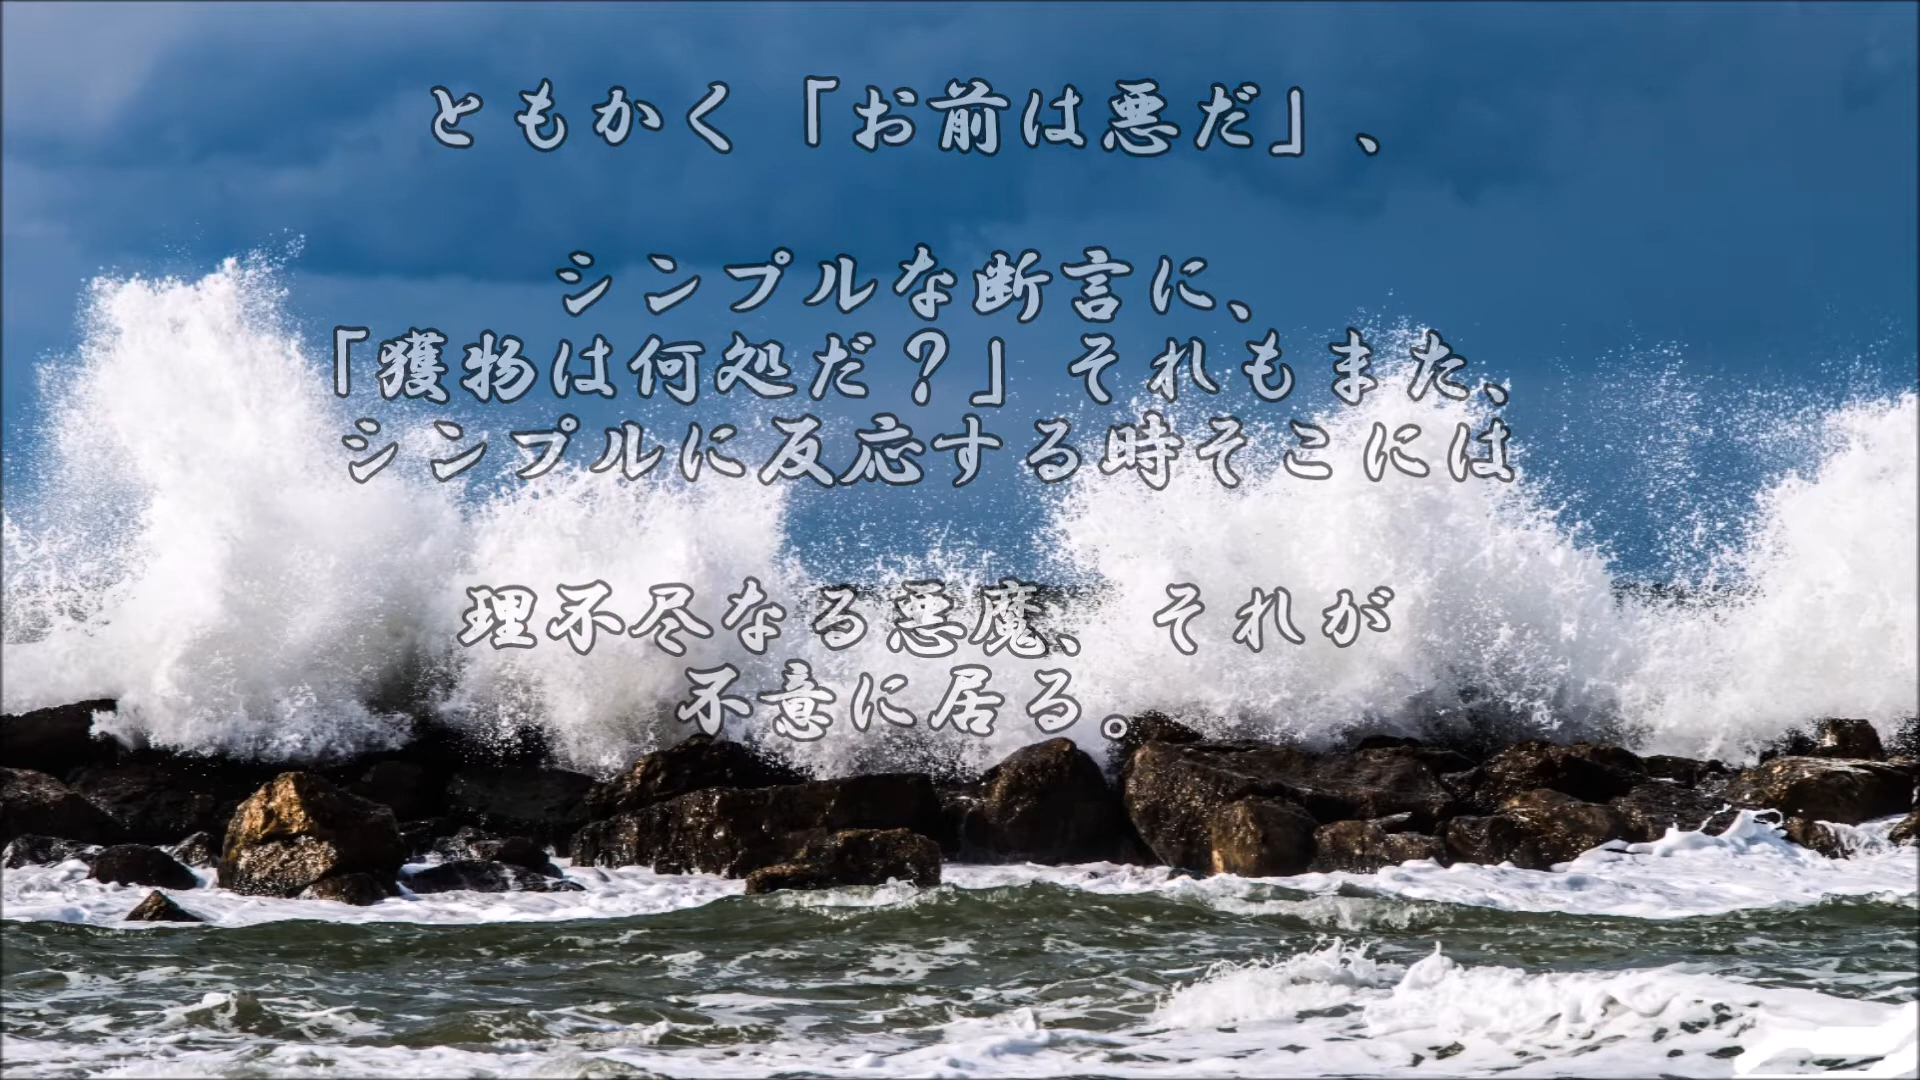 ともかく「お前は悪だ」、
シンプルな断言に、
「獲物は何処だ？」それもまた、
シンプルに反応する時そこには
理不尽なる悪魔、それが
不意に居る。